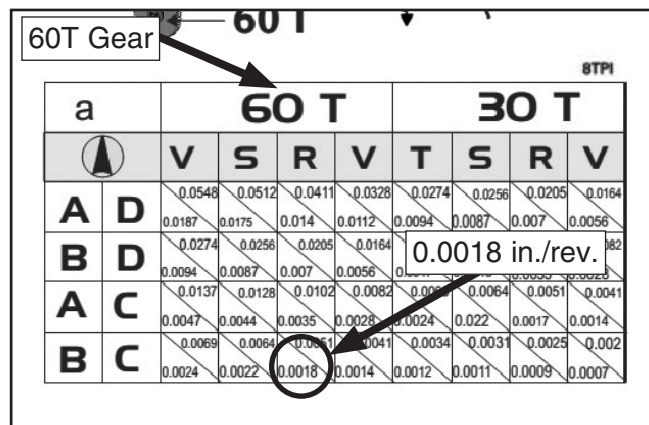 60 T
60T Gear
8TPI
a 60 T 30 T
V S R V T S R V
A D 0.0548 0.0512 0.0411 0.0328 0.0274 0.0256 0.0205 0.0164
0.0187 0.0175 0.014 0.0112 0.0094 0.0087 0.007 0.0056
B D 0.0274 0.0256 0.0205 0.0164
0.0094 0.0087 0.007 0.0056
0.0018 in./rev.
A C 0.0137 0.0128 0.0102 0.0082 0.0064 0.0051 0.0041
0.0047 0.0044 0.0035 0.0028 0.0024 0.022 0.0017 0.0014
B C 0.0069 0.0064 0.0034 0.0031 0.0025 0.002
0.0024 0.0022 0.0018 0.0014 0.0012 0.0011 0.0009 0.0007